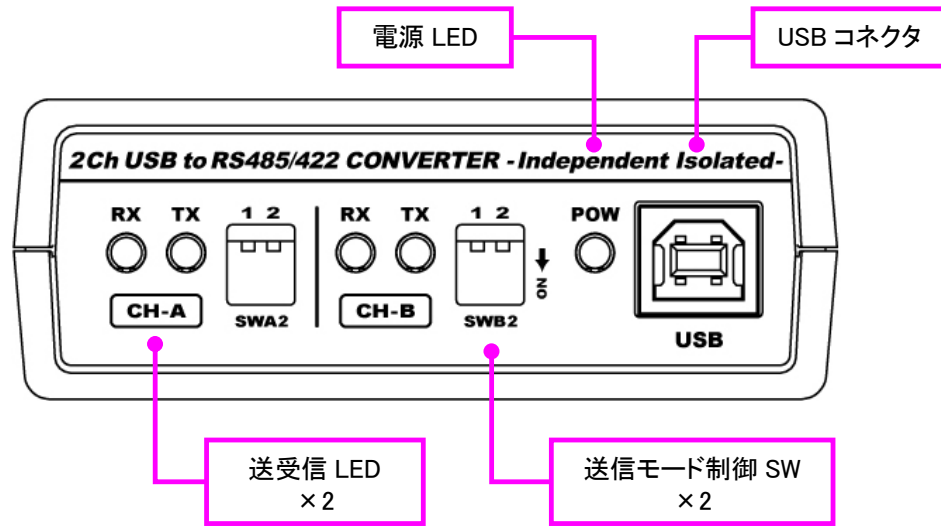 電源 LED
USB コネクタ
2Ch USB to RS485/422 CONVERTER -Independent Isolated-
RX TX 1 2 RX TX 1 2 POW
ON
CH-A SWA2 CH-B SWB2
USB
送受信 LED
×2
送信モード制御 SW
×2